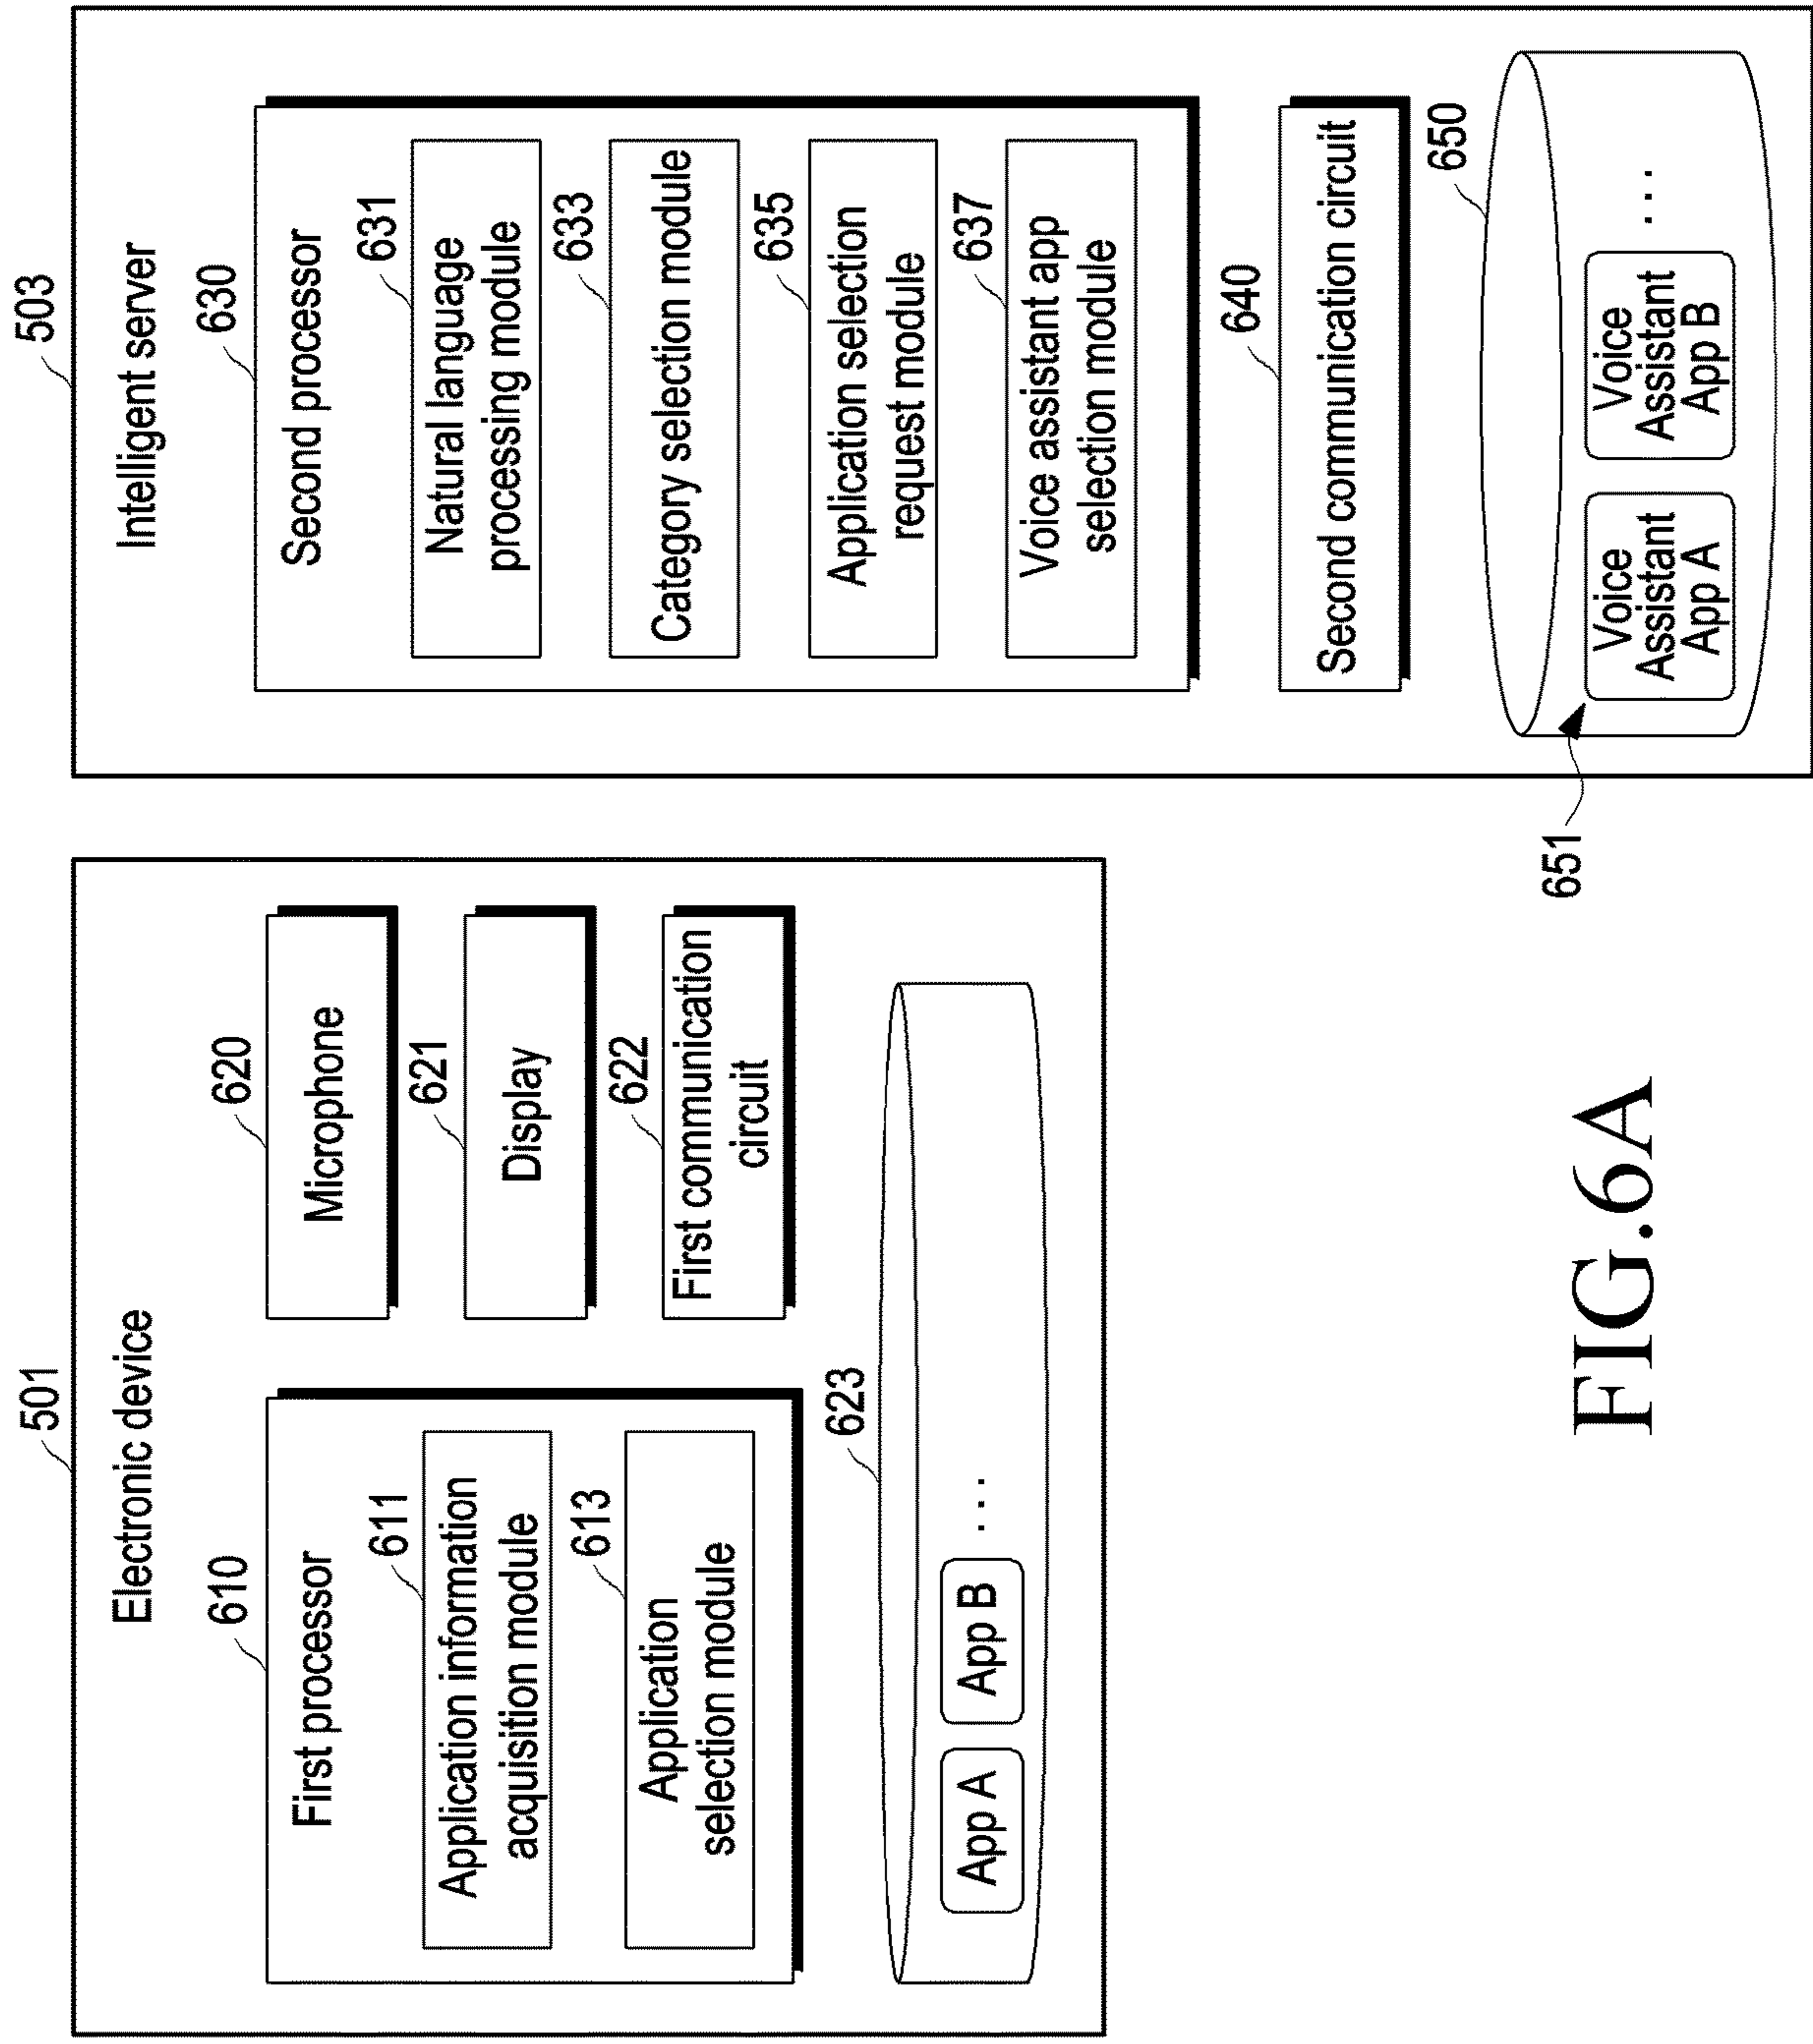 501
Electronic device
610
First processor
611
Application information
acquisition module
613
Application
selection module
620
Microphone
621
Display
622
First communication
circuit
623
App A
App B
...
503
Intelligent server
630
Second processor
631
Natural language
processing module
633
Category selection module
635
Application selection
request module
637
Voice assistant app
selection module
640
Second communication circuit
650
651
Voice
Assistant
App A
Voice
Assistant
App B
...
FIG.6A